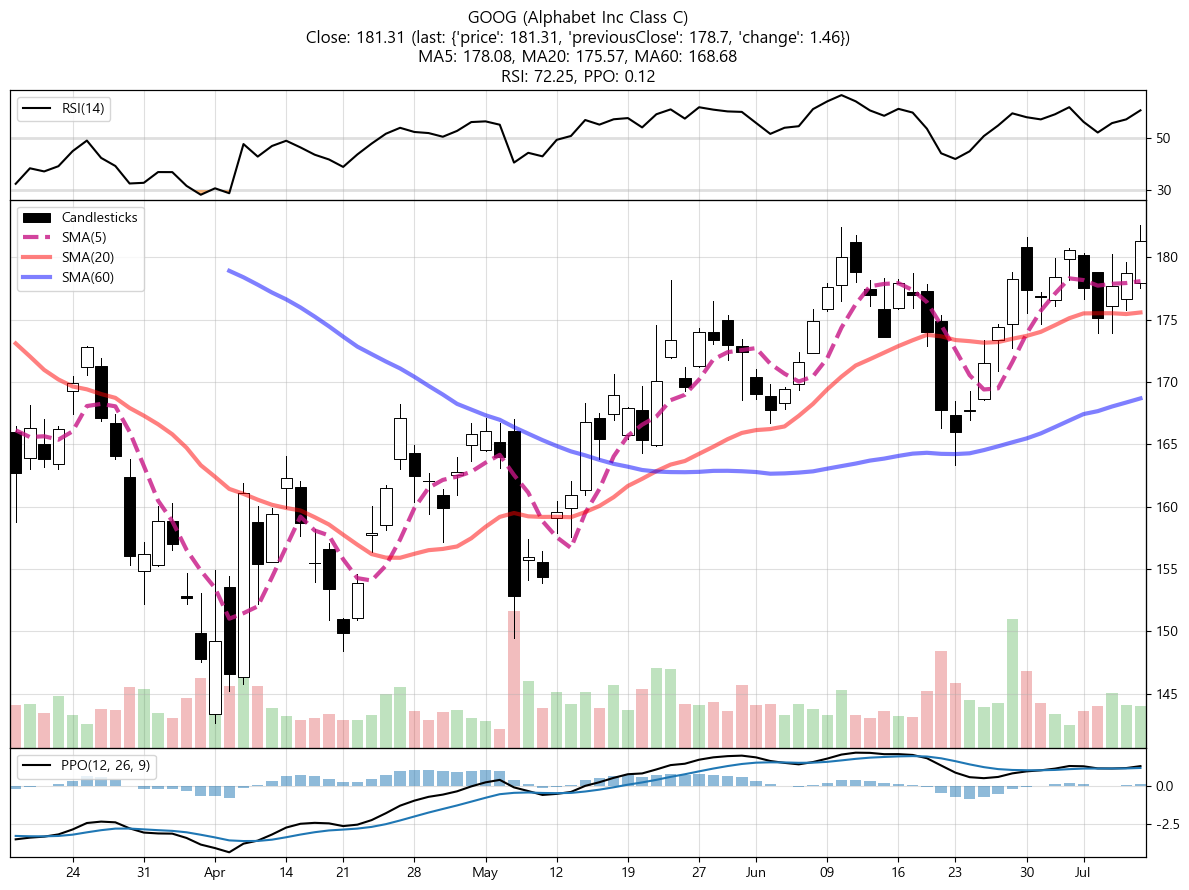 GOOG (Alphabet Inc Class C)
Close: 181.31 (last: {'price': 181.31, 'previousClose': 178.7, 'change': 1.46})
MA5: 178.08, MA20: 175.57, MA60: 168.68
RSI: 72.25, PPO: 0.12
RSI(14)
50
30
Candlesticks
SMA(5)
SMA(20)
SMA(60)
180
175
170
165
160
155
150
145
PPO(12, 26, 9)
0.0
-2.5
24 31 Apr 14 21 28 May 12 19 Jun 09 16 23 30 Jul